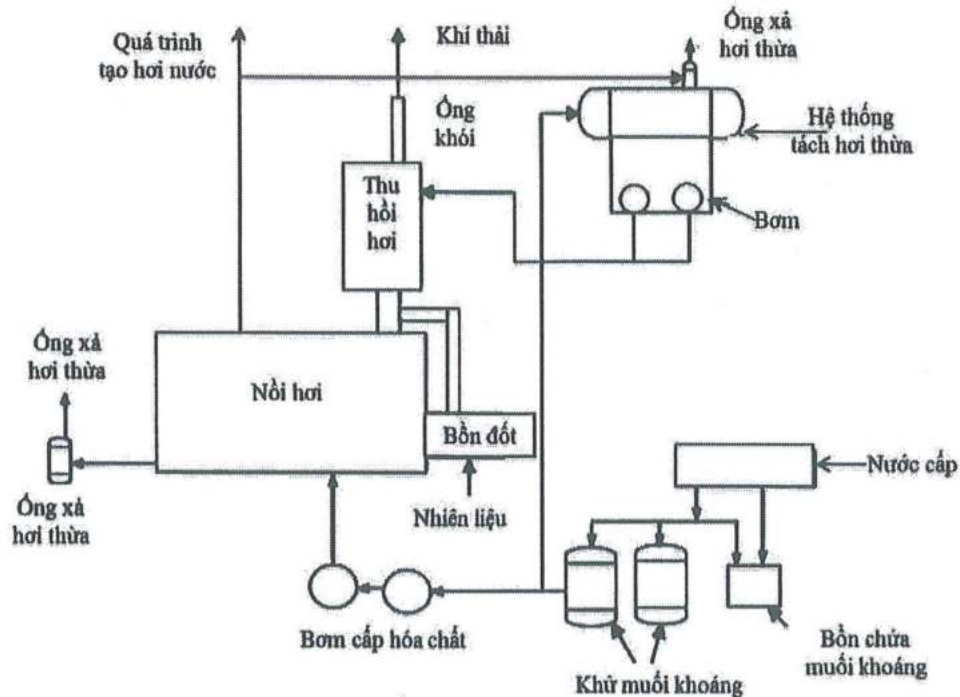 Quá trình
tạo hơi nước
Khí thải
Ống xả
hơi thừa
Ống
khói
Hệ thống
tách hơi thừa
Thu
hồi
hơi
Bơm
Ống xả
hơi thừa
Nồi hơi
Bồn đốt
Nước cấp
Ống xả
hơi thừa
Nhiên liệu
Bơm cấp hóa chất
Bồn chứa
muối khoáng
Khử muối khoáng